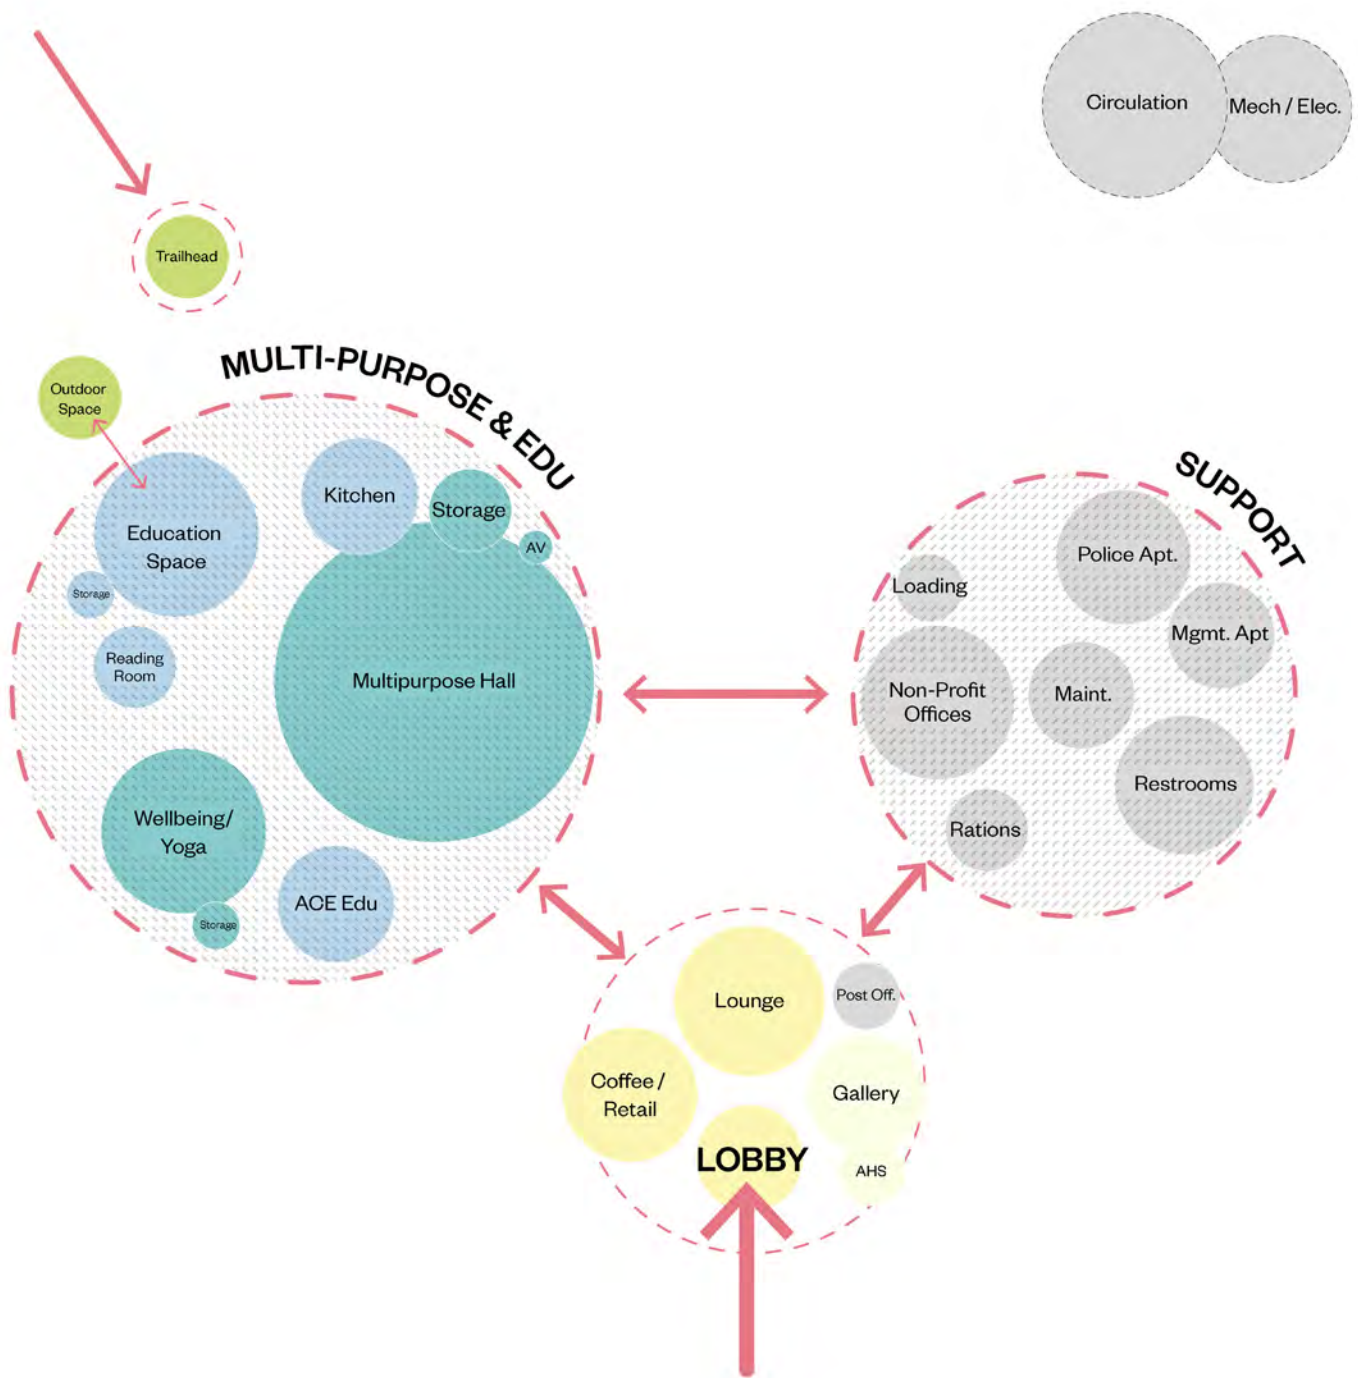 Circulation
Mech / Elec.
Trailhead
MULTI-PURPOSE & EDU
Outdoor
Space
Education
Space
Storage
Reading
Room
Kitchen
Storage
AV
Multipurpose Hall
Wellbeing/
Yoga
Storage
ACE Edu
SUPPORT
Police Apt.
Loading
Mgmt. Apt
Non-Profit
Offices
Maint.
Restrooms
Rations
Lounge
Post Off.
Coffee /
Retail
Gallery
LOBBY
AHS